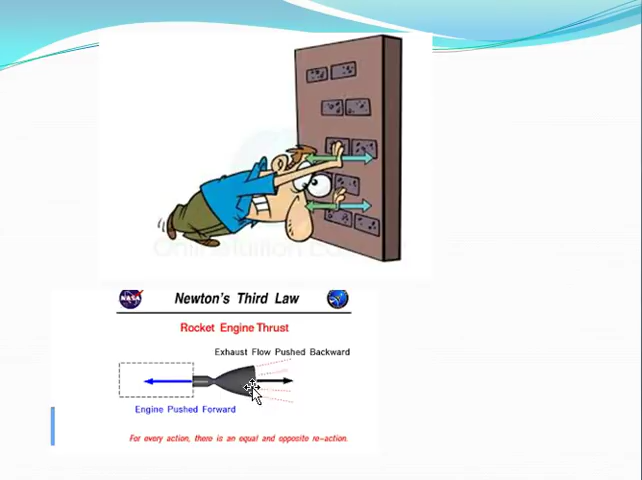 NASA
Newton's Third Law
Rocket Engine Thrust
Exhaust Flow Pushed Backward
Engine Pushed Forward
For every action, there is an equal and opposite re-action.